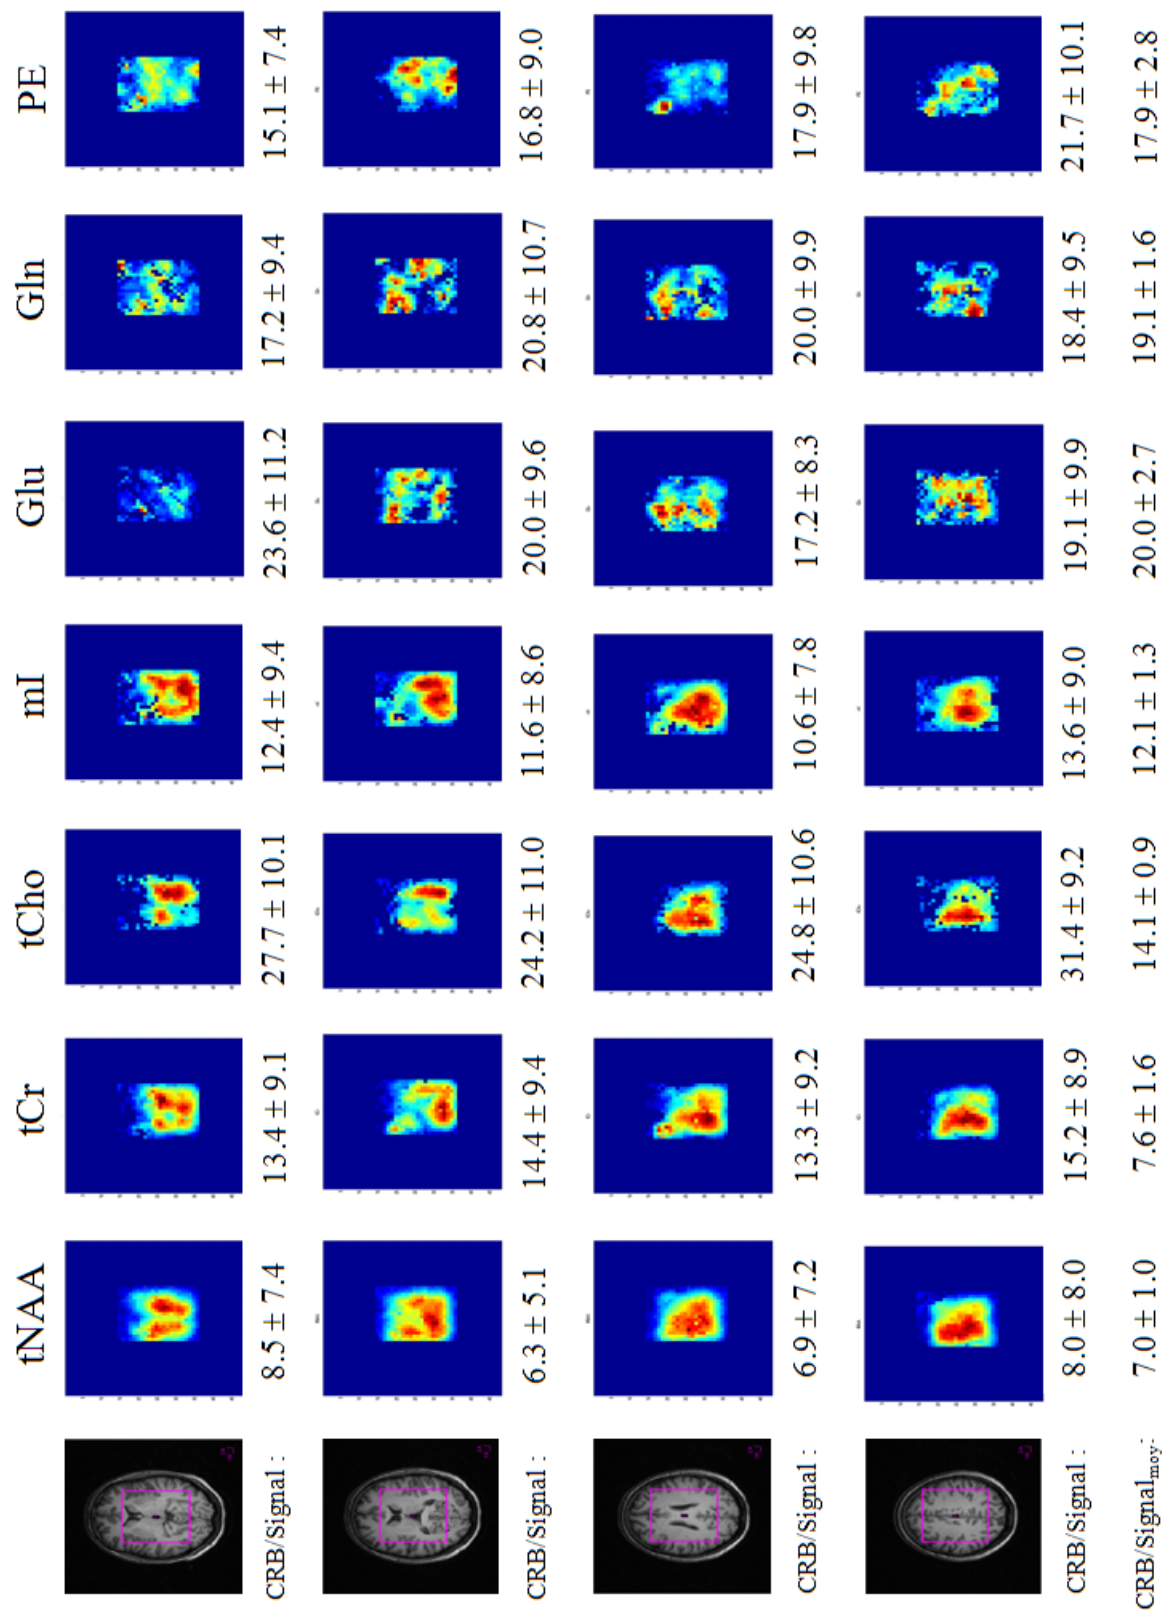 tNAA tCr tCho mI Glu Gln PE
CRB/Signal : 8.5 ± 7.4 13.4 ± 9.1 27.7 ± 10.1 12.4 ± 9.4 23.6 ± 11.2 17.2 ± 9.4 15.1 ± 7.4
CRB/Signal : 6.3 ± 5.1 14.4 ± 9.4 24.2 ± 11.0 11.6 ± 8.6 20.0 ± 9.6 20.8 ± 10.7 16.8 ± 9.0
CRB/Signal : 6.9 ± 7.2 13.3 ± 9.2 24.8 ± 10.6 10.6 ± 7.8 17.2 ± 8.3 20.0 ± 9.9 17.9 ± 9.8
CRB/Signal : 8.0 ± 8.0 15.2 ± 8.9 31.4 ± 9.2 13.6 ± 9.0 19.1 ± 9.9 18.4 ± 9.5 21.7 ± 10.1
CRB/Signalmoy: 7.0 ± 1.0 7.6 ± 1.6 14.1 ± 0.9 12.1 ± 1.3 20.0 ± 2.7 19.1 ± 1.6 17.9 ± 2.8